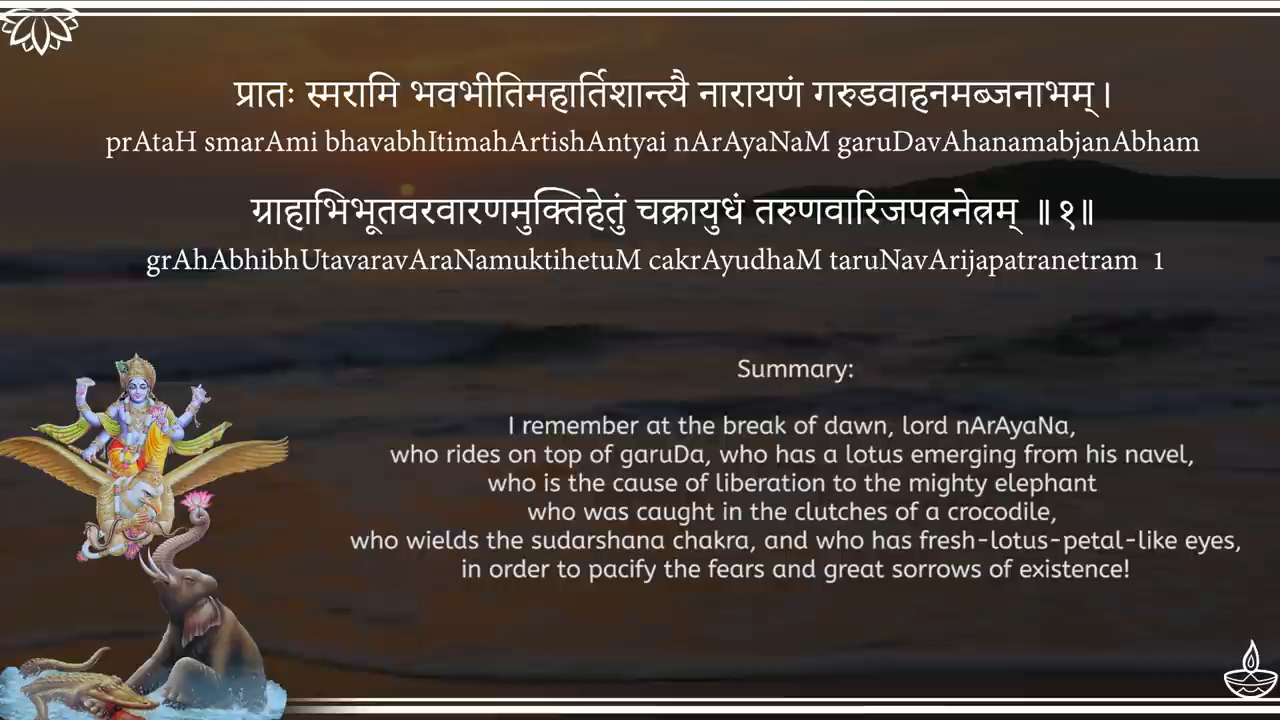 प्रातः स्मरामि भवभीतिमहार्तिशान्त्यै नारायणं गरुडवाहनमब्जनाभम् ।
prAtaH smarAmi bhavabhItimahArtishAntyai nArAyaNaM garuDavAhanamabjanAbham
ग्राहाभिभूतवरवारणमुक्तिहेतुं चक्रायुधं तरुणवारिजपत्रनेत्रम् ॥१॥
grAhAbhibhUtavaravAraNamuktihetuM cakrAyudhaM taruNavArijapatranetram 1
Summary:
I remember at the break of dawn, lord nArAyaNa,
who rides on top of garuDa, who has a lotus emerging from his navel,
who is the cause of liberation to the mighty elephant
who was caught in the clutches of a crocodile,
who wields the sudarshana chakra, and who has fresh-lotus-petal-like eyes,
in order to pacify the fears and great sorrows of existence!